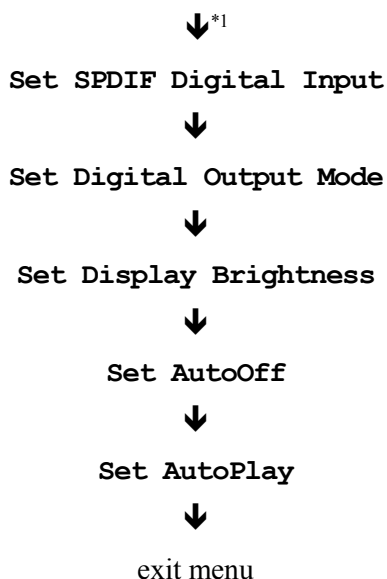 🡻*1
Set SPDIF Digital Input
🡻
Set Digital Output Mode
🡻
Set Display Brightness
🡻
Set AutoOff
🡻
Set AutoPlay
🡻
exit menu